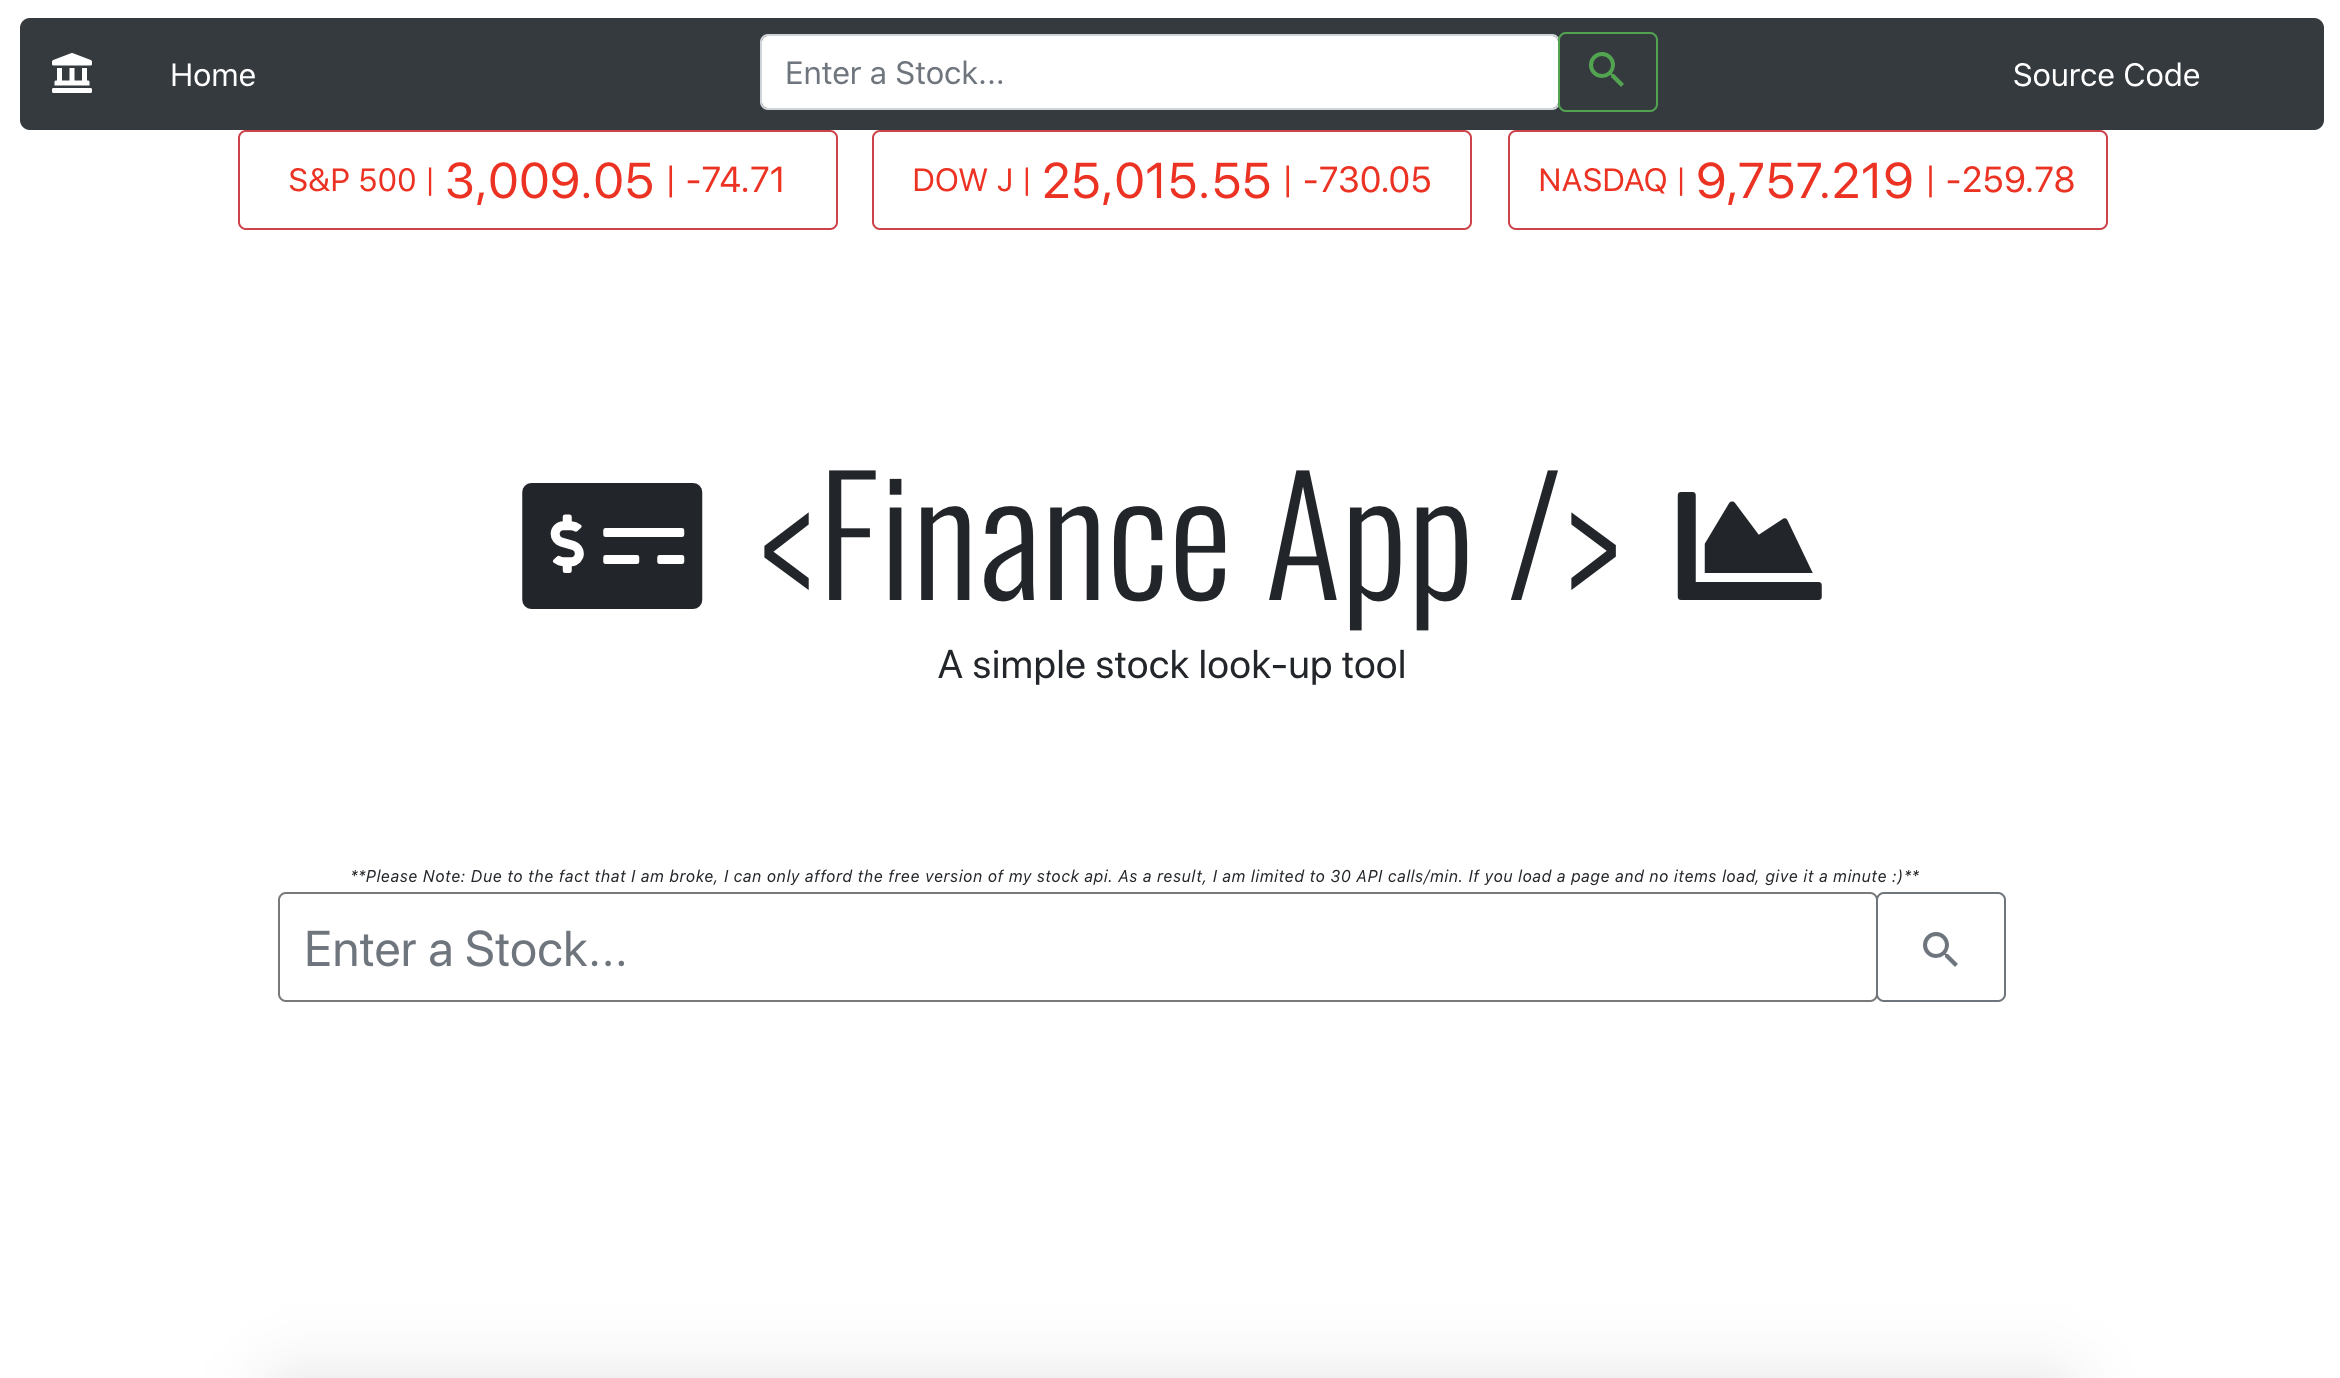 Home
Enter a Stock...
Source Code
S&P 500 | 3,009.05 | -74.71
DOW J | 25,015.55 | -730.05
NASDAQ | 9,757.219 | -259.78
$
<Finance App />
A simple stock look-up tool
**Please Note: Due to the fact that I am broke, I can only afford the free version of my stock api. As a result, I am limited to 30 API calls/min. If you load a page and no items load, give it a minute :)**
Enter a Stock...